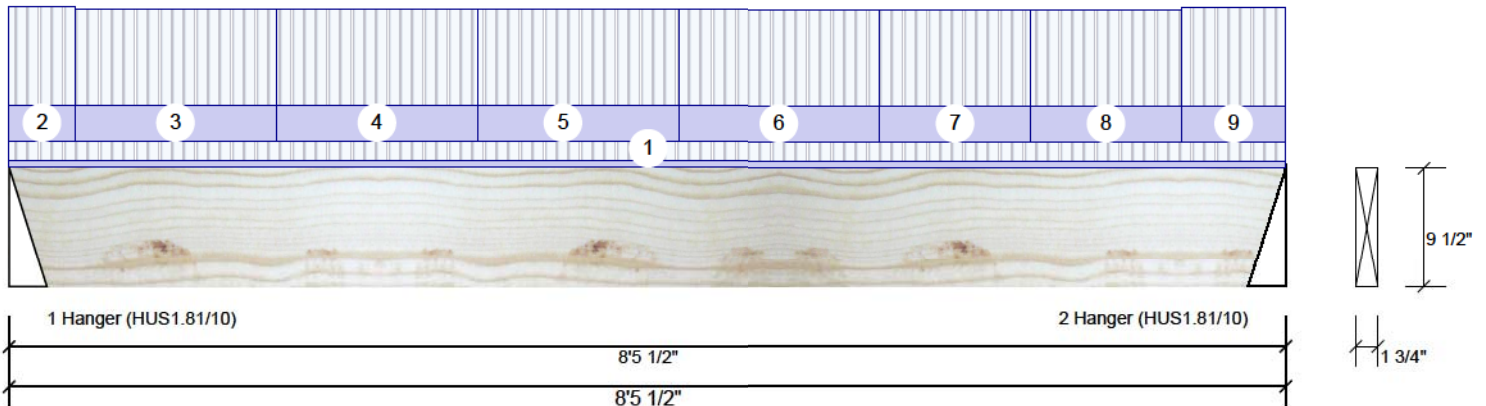 2 3 4 5 6 7 8 9
1
9 1/2"
1 Hanger (HUS1.81/10) 2 Hanger (HUS1.81/10)
8'5 1/2" 1 3/4"
8'5 1/2"